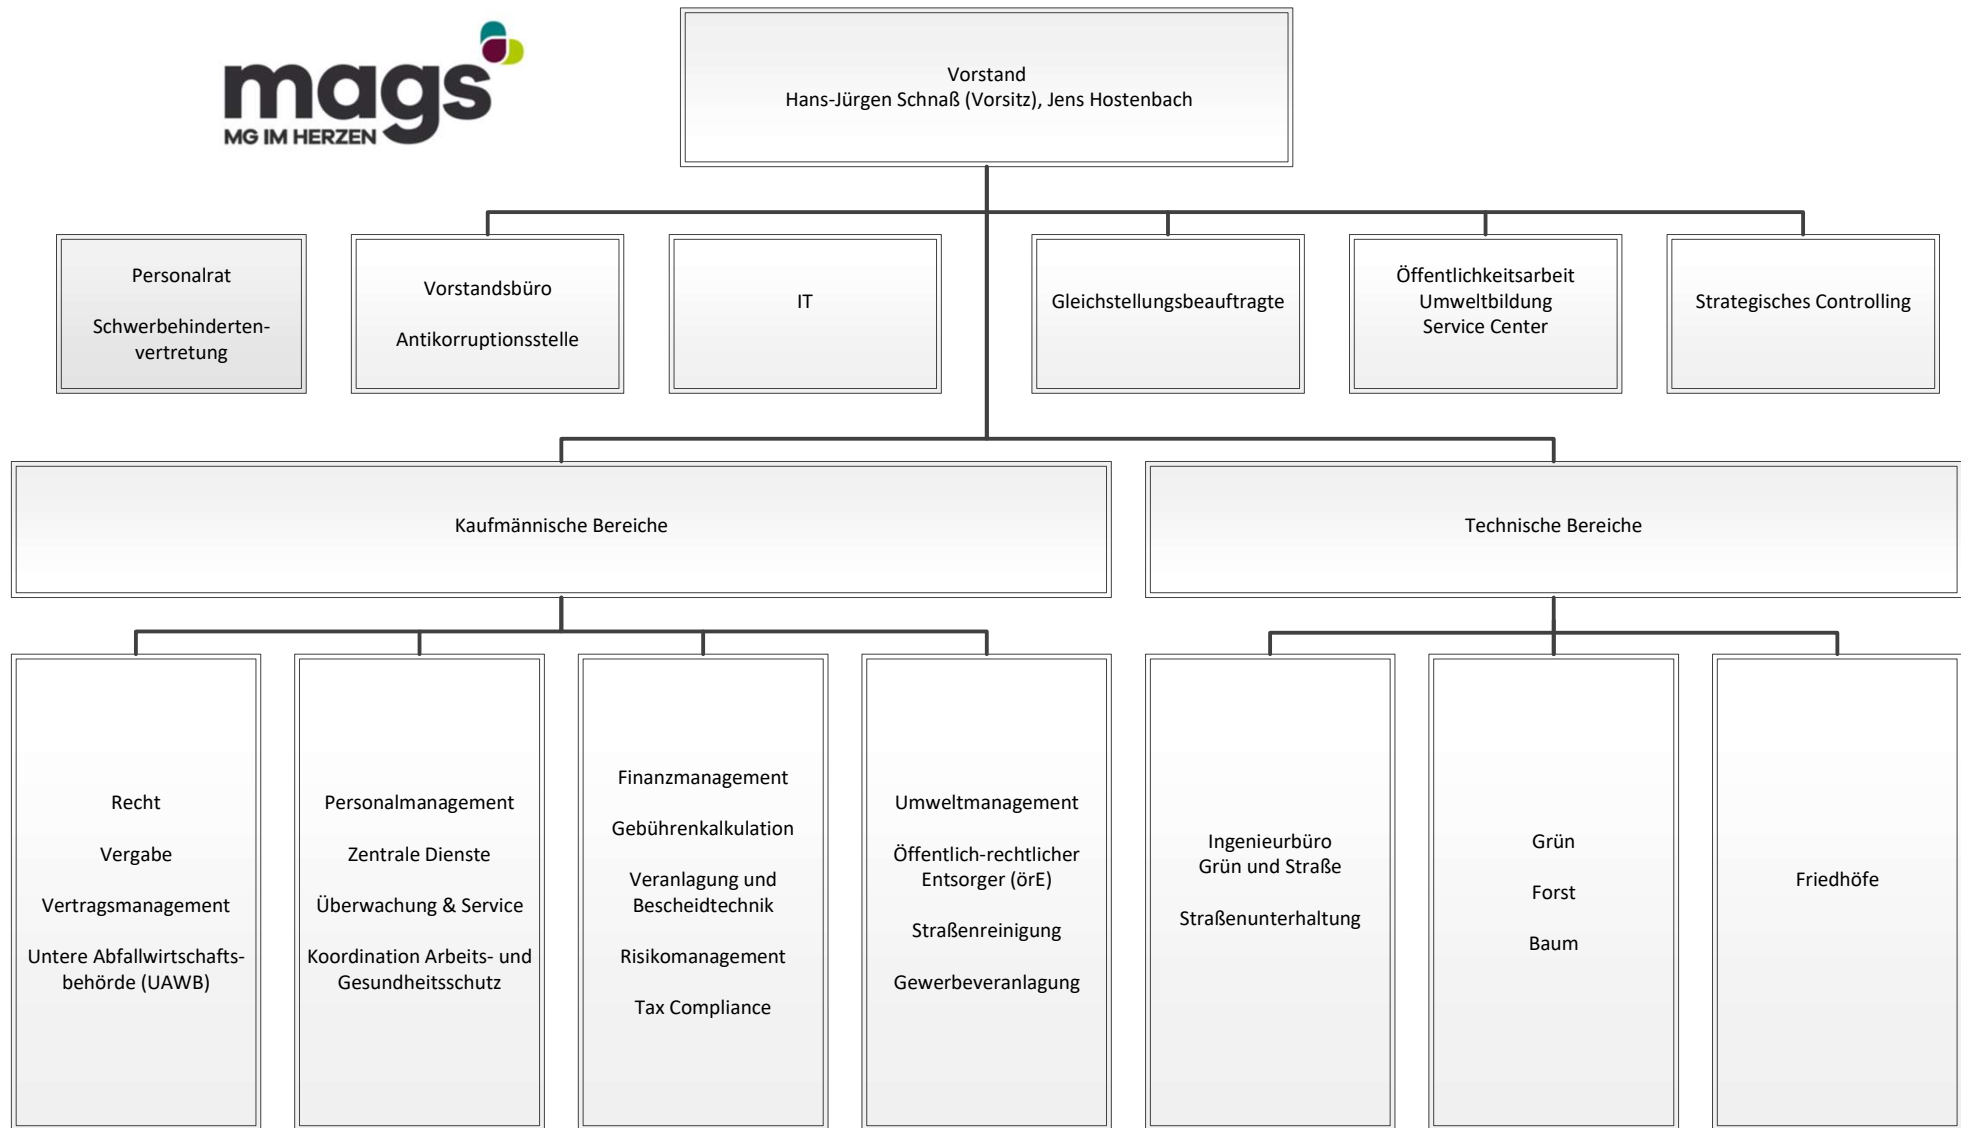 mags
MG IM HERZEN
Vorstand
Hans-Jürgen Schnaß (Vorsitz), Jens Hostenbach
Personalrat
Schwerbehinderten-
vertretung
Vorstandsbüro
Antikorruptionsstelle
IT
Gleichstellungsbeauftragte
Öffentlichkeitsarbeit
Umweltbildung
Service Center
Strategisches Controlling
Kaufmännische Bereiche
Technische Bereiche
Recht
Vergabe
Vertragsmanagement
Untere Abfallwirtschafts-
behörde (UAWB)
Personalmanagement
Zentrale Dienste
Überwachung & Service
Koordination Arbeits- und
Gesundheitsschutz
Finanzmanagement
Gebührenkalkulation
Veranlagung und
Bescheidtechnik
Risikomanagement
Tax Compliance
Umweltmanagement
Öffentlich-rechtlicher
Entsorger (örE)
Straßenreinigung
Gewerbeveranlagung
Ingenieurbüro
Grün und Straße
Straßenunterhaltung
Grün
Forst
Baum
Friedhöfe